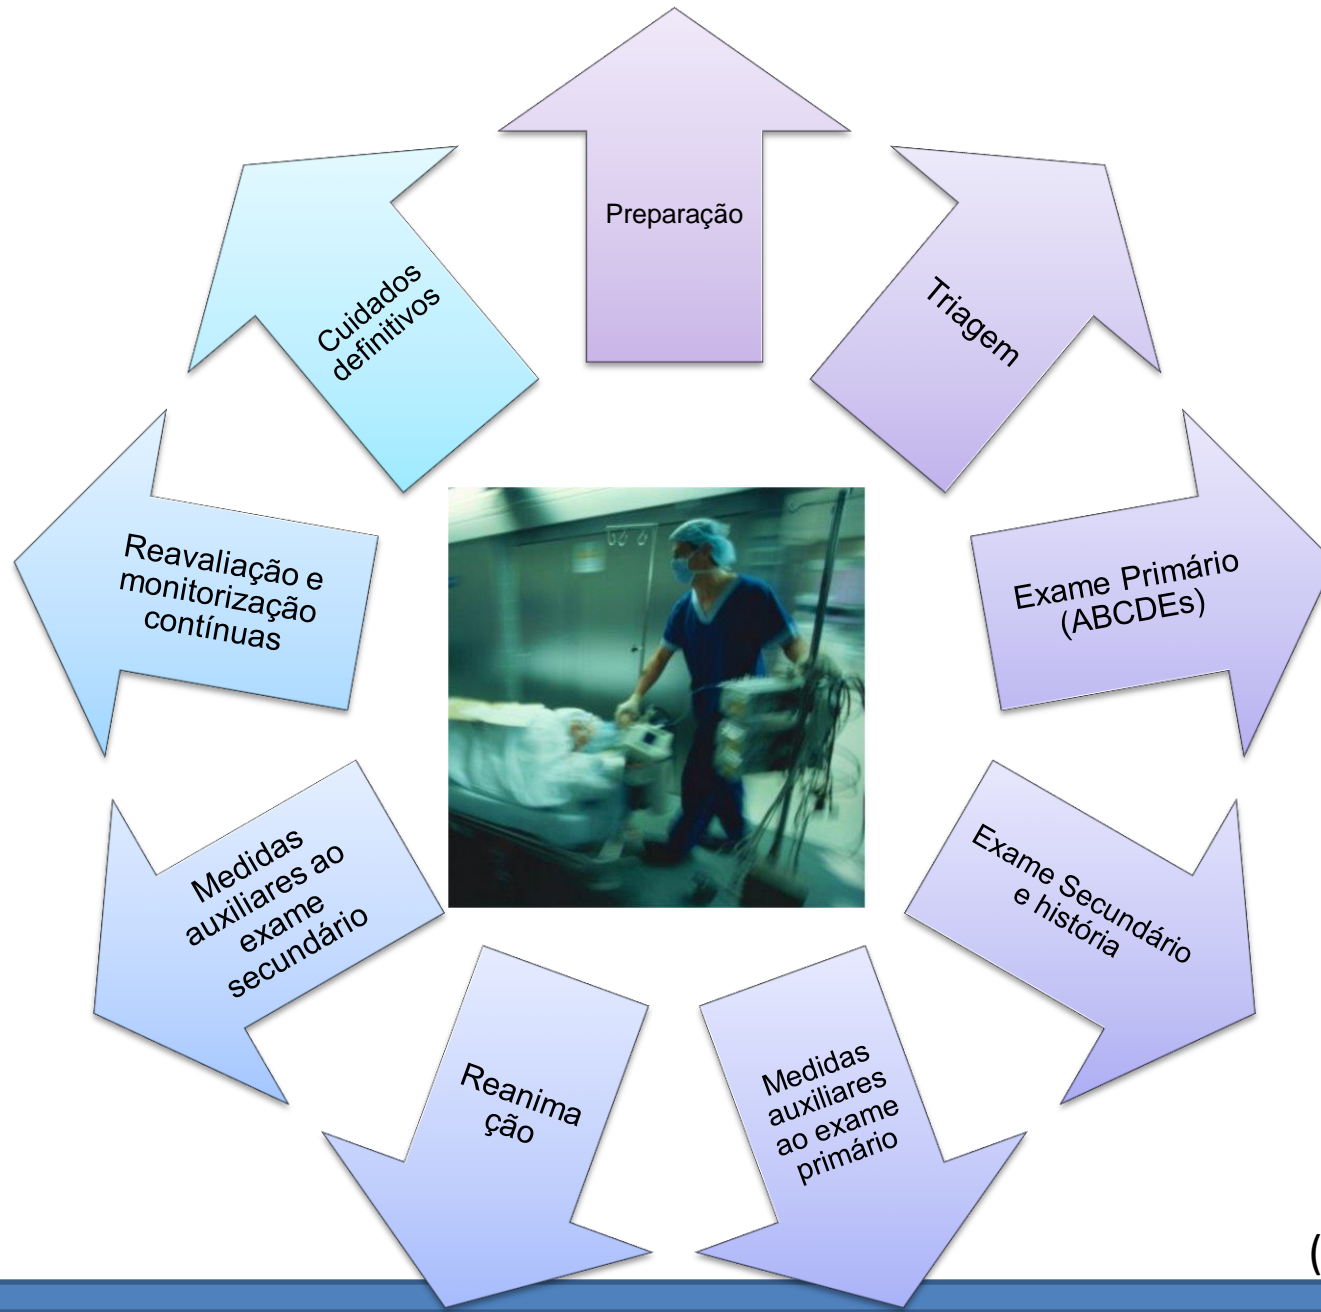 Preparação
Triagem
Exame Primário
(ABCDEs)
Exame Secundário
e história
Medidas
auxiliares
ao exame
primário
Reanima
ção
Medidas
auxiliares ao
exame
secundário
Reavaliação e
monitorização
contínuas
Cuidados
definitivos
(